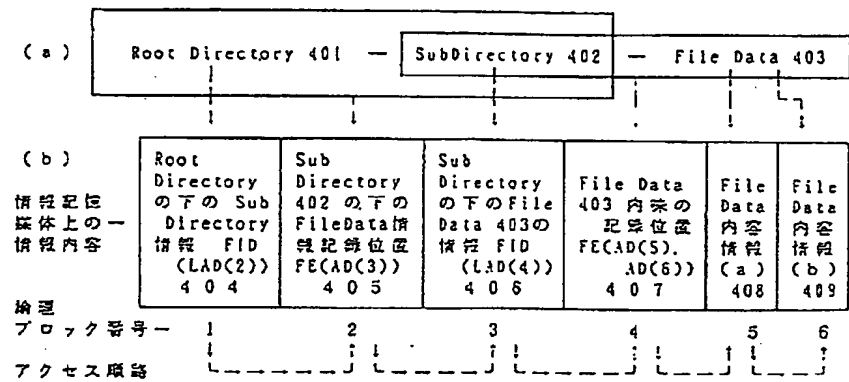 (a)
Root Directory 401 — SubDirectory 402 — File Data 403
(b)
情報記憶
媒体上の一
情報内容
Root
Directory
の下の Sub
Directory
情報 FID
(LAD(2))
404
Sub
Directory
402 の下の
FileData情
報記録位置
FE(AD(3))
405
Sub
Directory
の下のFile
Data 403の
情報 FID
(LAD(4))
406
File Data
403 内容の
記録位置
FE(AD(5),
AD(6))
407
File
Data
内容
情報
(a)
408
File
Data
内容
情報
(b)
409
論理
ブロック番号— 1 2 3 4 5 6
アクセス順路